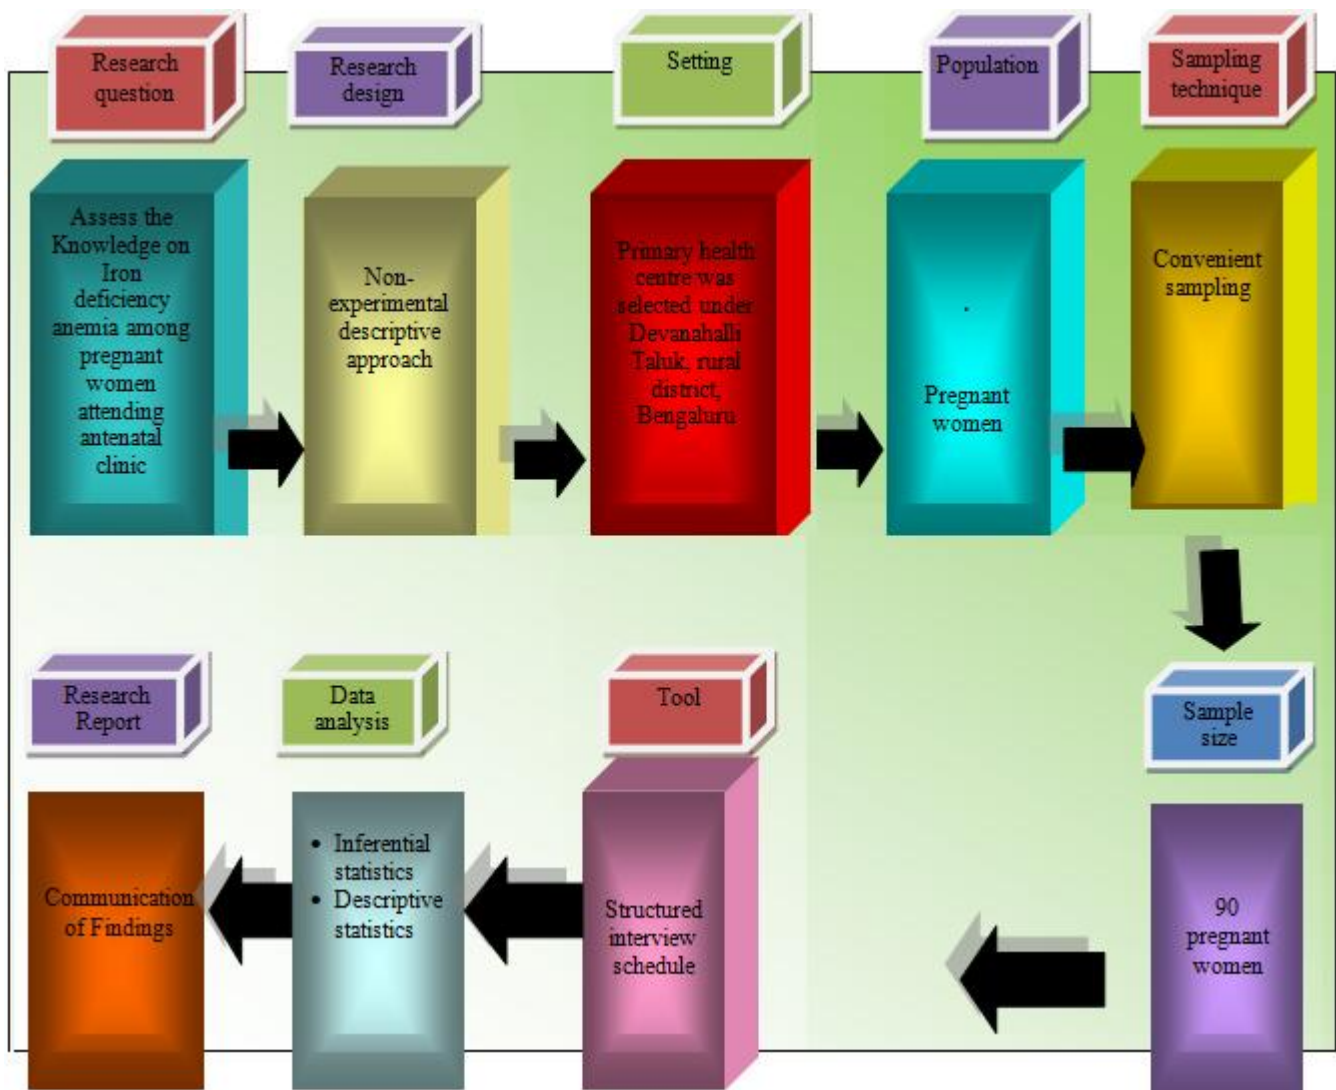 Research
question
Research
design
Setting
Population
Sampling
technique
Assess the
Knowledge on
Iron
deficiency
anemia among
pregnant
women
attending
antenatal
clinic
Non-
experimental
descriptive
approach
Primary health
centre was
selected under
Devanahalli
Taluk, rural
district,
Bengaluru
.
Pregnant
women
Convenient
sampling
Research
Report
Data
analysis
Tool
Sample
size
Communication
of Findings
• Inferential
statistics
• Descriptive
statistics
Structured
interview
schedule
90
pregnant
women